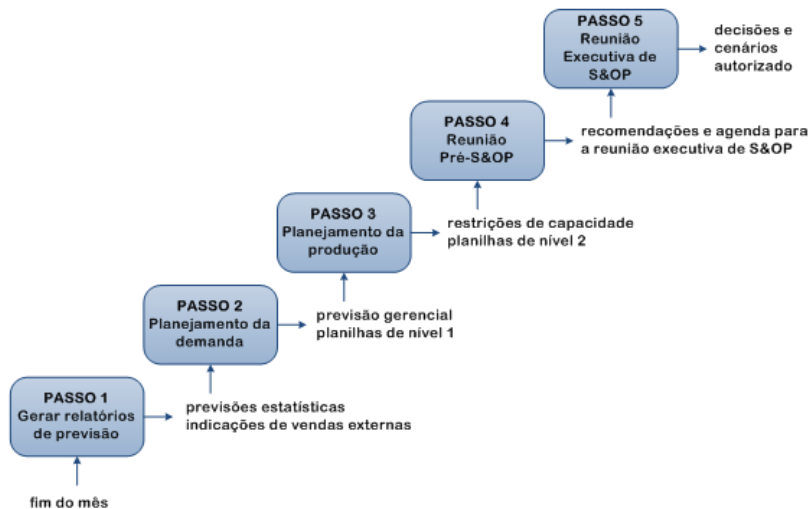 PASSO 5
Reunião
Executiva de
S&OP
decisões e
cenários
autorizado
PASSO 4
Reunião
Pré-S&OP
recomendações e agenda para
a reunião executiva de S&OP
PASSO 3
Planejamento da
produção
restrições de capacidade
planilhas de nível 2
PASSO 2
Planejamento da
demanda
previsão gerencial
planilhas de nível 1
PASSO 1
Gerar relatórios
de previsão
previsões estatísticas
indicações de vendas externas
fim do mês